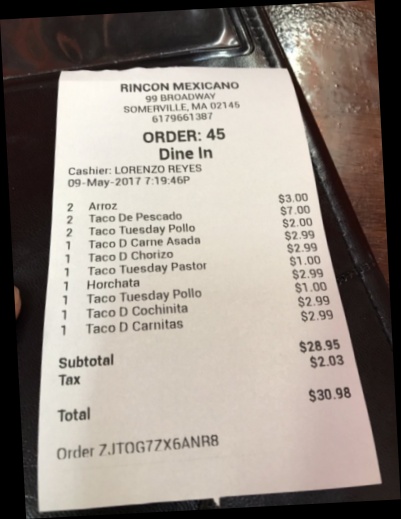 RINCON MEXICANO
99 BROADWAY
SOMERVILLE, MA 02145
6179661387
ORDER: 45
Dine In
Cashier: LORENZO REYES
09-May-2017 7:19:46P
2 Arroz $3.00
2 Taco De Pescado $7.00
2 Taco Tuesday Pollo $2.00
1 Taco D Carne Asada $2.99
1 Taco D Chorizo $2.99
1 Taco Tuesday Pastor $1.00
1 Horchata $2.99
1 Taco Tuesday Pollo $1.00
1 Taco D Cochinita $2.99
1 Taco D Carnitas $2.99
Subtotal $28.95
Tax $2.03
Total $30.98
Order 7JTOG7ZX6ANR8